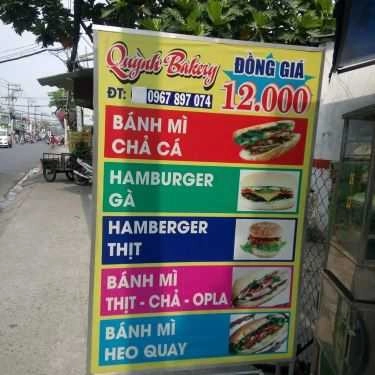 Quỳnh Bakery
ĐT: 0967 897 074
ĐỒNG GIÁ
12.000
BÁNH MÌ
CHẢ CÁ
HAMBURGER
GÀ
HAMBERGER
THỊT
BÁNH MÌ
THỊT - CHẢ - OPLA
BÁNH MÌ
HEO QUAY